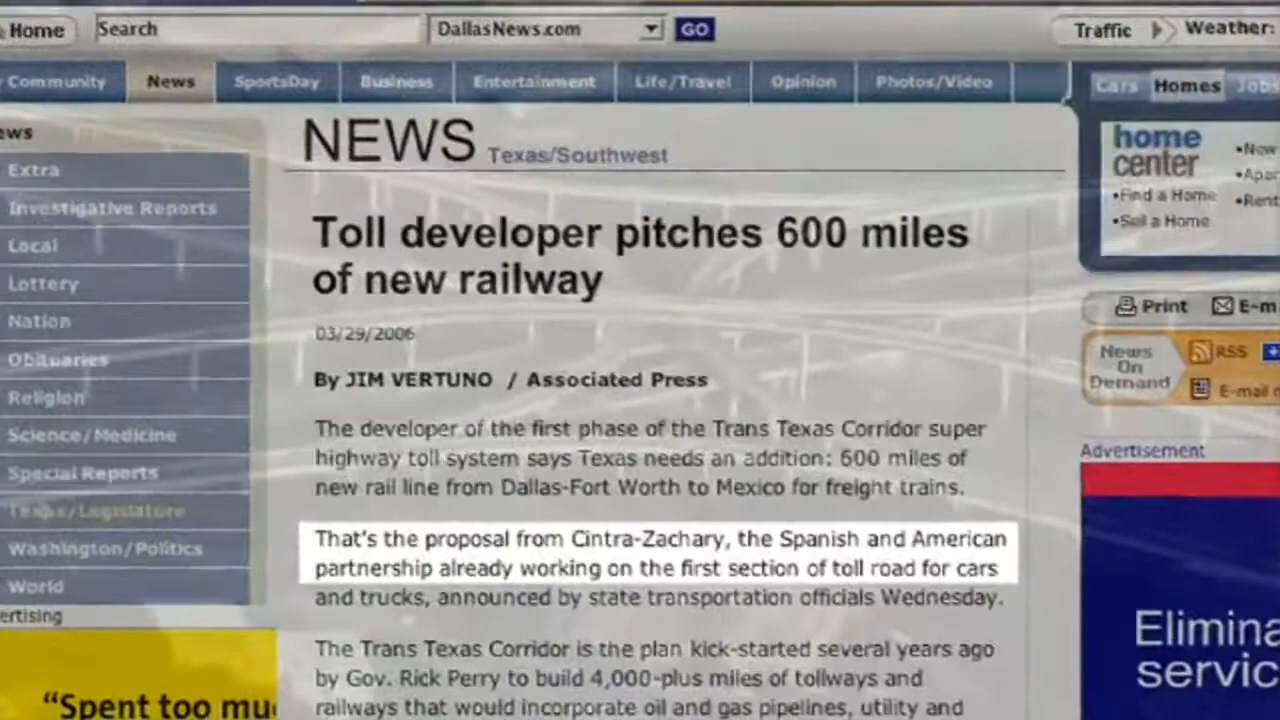 Home
Search
DallasNews.com
GO
Traffic
Weather:
Community
News
SportsDay
Business
Entertainment
Life/Travel
Opinion
Photos/Video
Cars
Homes
Jobs
ews
Extra
Investigative Reports
Local
Lottery
Nation
Obituaries
Religion
Science/Medicine
Special Reports
Texas/Legislature
Washington/Politics
World
ertising
“Spent too mu
NEWS Texas/Southwest
Toll developer pitches 600 miles
of new railway
03/29/2006
By JIM VERTUNO / Associated Press
The developer of the first phase of the Trans Texas Corridor super
highway toll system says Texas needs an addition: 600 miles of
new rail line from Dallas-Fort Worth to Mexico for freight trains.
That's the proposal from Cintra-Zachary, the Spanish and American
partnership already working on the first section of toll road for cars
and trucks, announced by state transportation officials Wednesday.
The Trans Texas Corridor is the plan kick-started several years ago
by Gov. Rick Perry to build 4,000-plus miles of tollways and
railways that would incorporate oil and gas pipelines, utility and
home
center
•Find a Home
•Sell a Home
•New
•Apar
•Rent
Print
E-m
News
On
Demand
RSS
E-mail
Advertisement
Elimina
servic